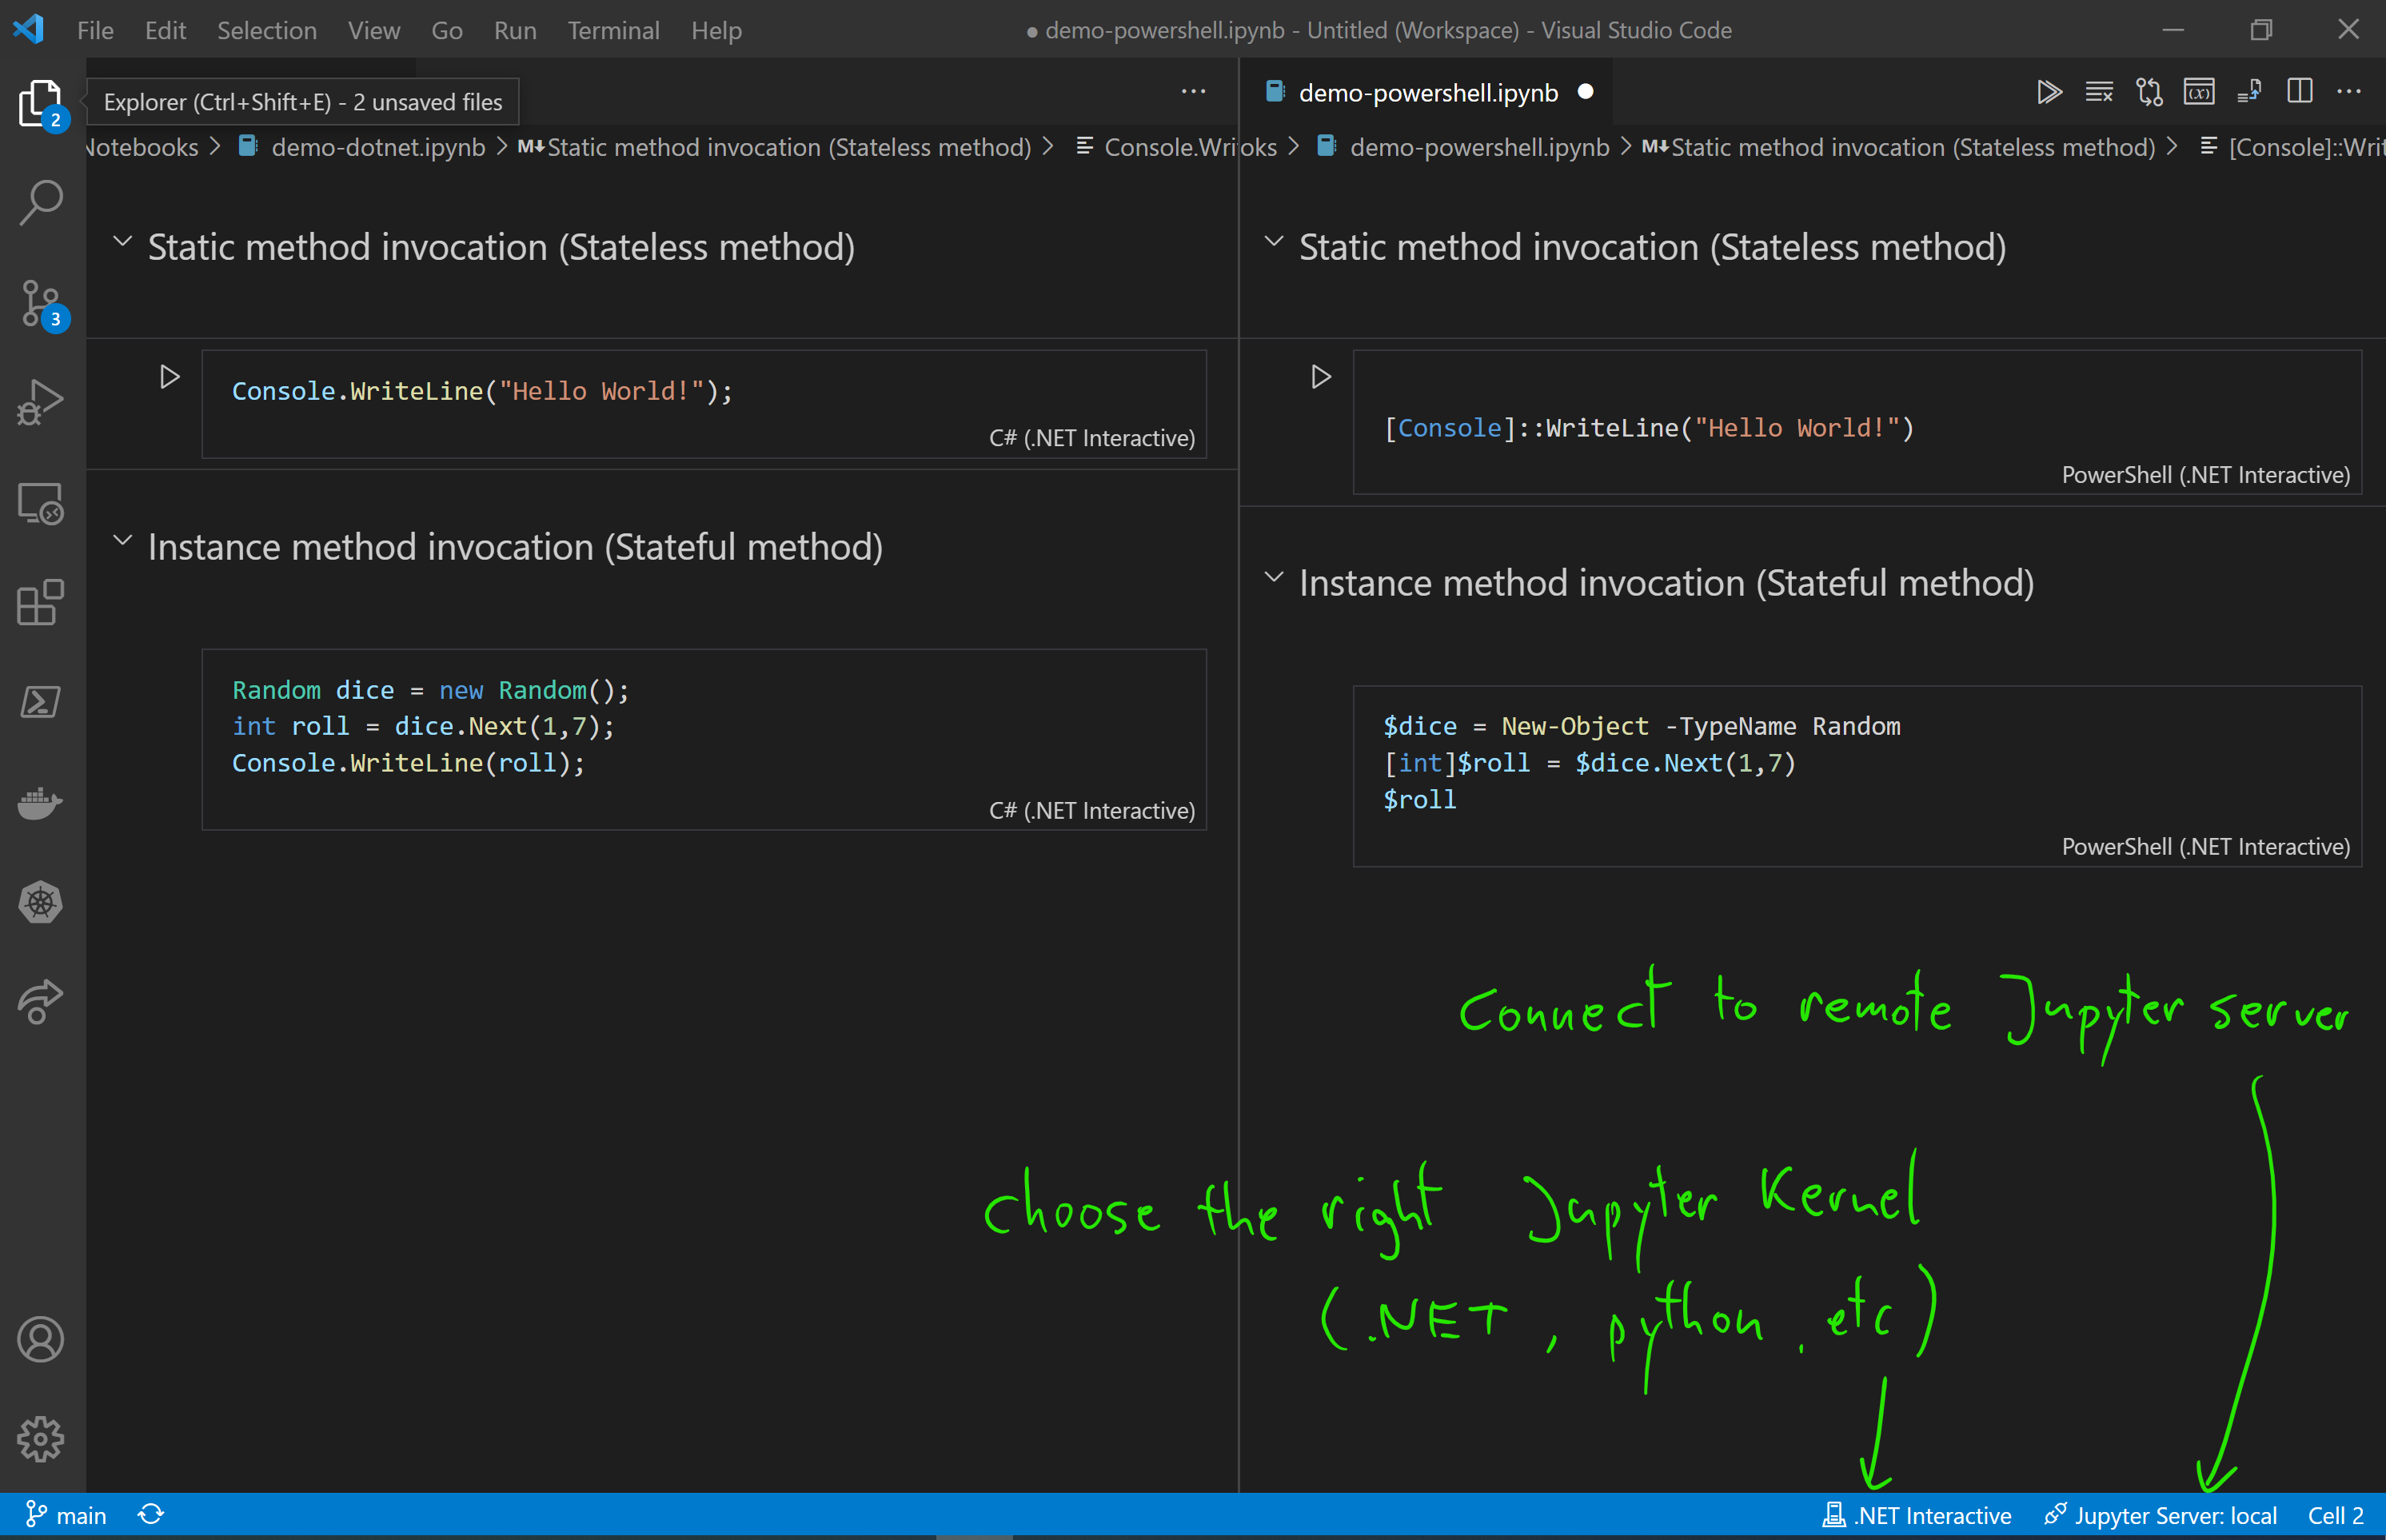 File Edit Selection View Go Run Terminal Help
● demo-powershell.ipynb - Untitled (Workspace) - Visual Studio Code
Explorer (Ctrl+Shift+E) - 2 unsaved files
2
3
Notebooks > demo-dotnet.ipynb > M↓Static method invocation (Stateless method) > Console.Wri
Static method invocation (Stateless method)
Console.WriteLine("Hello World!");
C# (.NET Interactive)
Instance method invocation (Stateful method)
Random dice = new Random();
int roll = dice.Next(1,7);
Console.WriteLine(roll);
C# (.NET Interactive)
demo-powershell.ipynb ●
oks > demo-powershell.ipynb > M↓Static method invocation (Stateless method) > [Console]::Writ
Static method invocation (Stateless method)
[Console]::WriteLine("Hello World!")
PowerShell (.NET Interactive)
Instance method invocation (Stateful method)
$dice = New-Object -TypeName Random
[int]$roll = $dice.Next(1,7)
$roll
PowerShell (.NET Interactive)
Connect to remote Jupyter server
choose the right Jupyter Kernel
(.NET, python, etc)
main
.NET Interactive
Jupyter Server: local
Cell 2